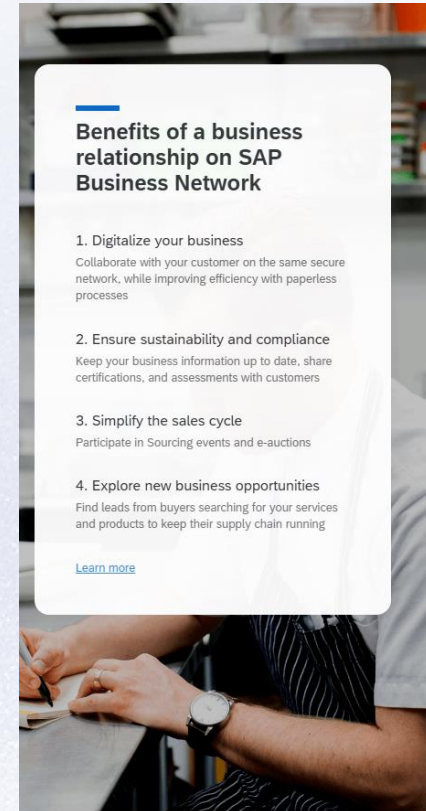 Benefits of a business
relationship on SAP
Business Network
1. Digitalize your business
Collaborate with your customer on the same secure
network, while improving efficiency with paperless
processes
2. Ensure sustainability and compliance
Keep your business information up to date, share
certifications, and assessments with customers
3. Simplify the sales cycle
Participate in Sourcing events and e-auctions
4. Explore new business opportunities
Find leads from buyers searching for your services
and products to keep their supply chain running
Learn more